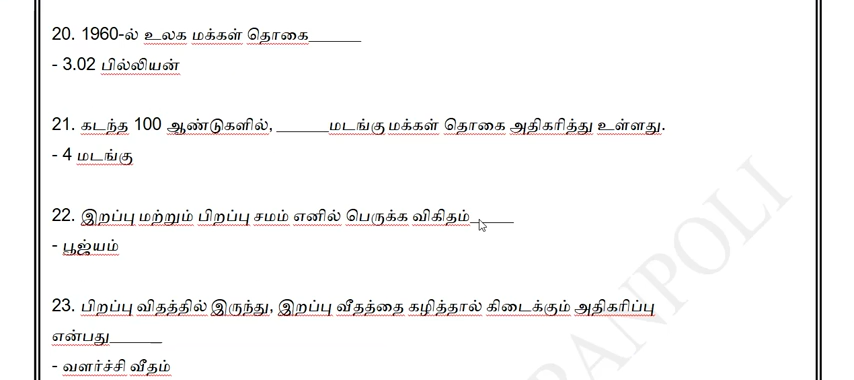 20. 1960-ல் உலக மக்கள் தொகை______
- 3.02 பில்லியன்
21. கடந்த 100 ஆண்டுகளில், ______மடங்கு மக்கள் தொகை அதிகரித்து உள்ளது.
- 4 மடங்கு
22. இறப்பு மற்றும் பிறப்பு சமம் எனில் பெருக்க விகிதம்_____
- பூஜ்யம்
23. பிறப்பு விதத்தில் இருந்து, இறப்பு வீதத்தை கழித்தால் கிடைக்கும் அதிகரிப்பு
என்பது______
- வளர்ச்சி வீதம்
RANPOLI